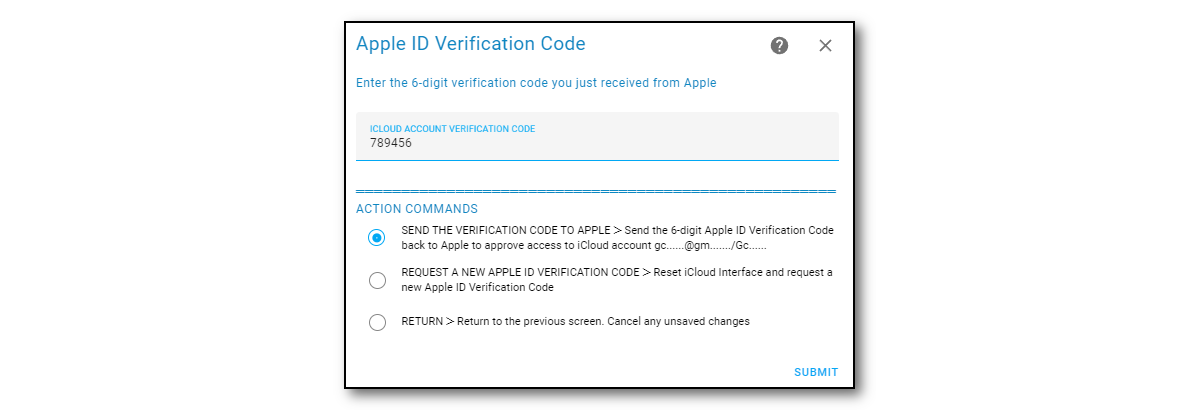 Apple ID Verification Code
Enter the 6-digit verification code you just received from Apple
ICLOUD ACCOUNT VERIFICATION CODE
789456
ACTION COMMANDS
SEND THE VERIFICATION CODE TO APPLE > Send the 6-digit Apple ID Verification Code
back to Apple to approve access to iCloud account gc......@gm......./Gc......
REQUEST A NEW APPLE ID VERIFICATION CODE > Reset iCloud Interface and request a
new Apple ID Verification Code
RETURN > Return to the previous screen. Cancel any unsaved changes
SUBMIT